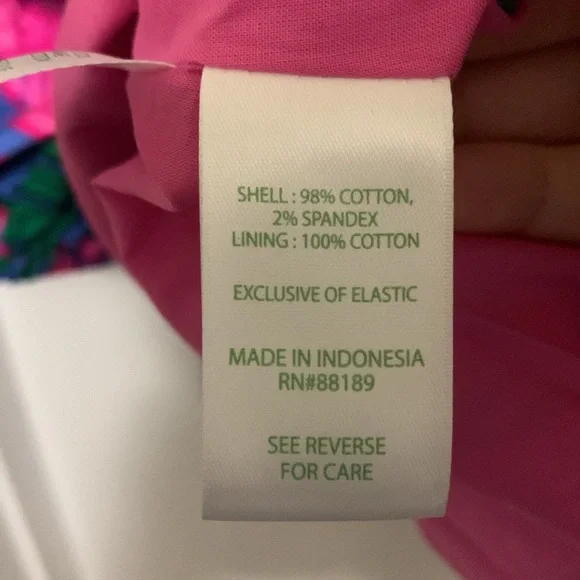 SHELL : 98% COTTON,
2% SPANDEX
LINING : 100% COTTON
EXCLUSIVE OF ELASTIC
MADE IN INDONESIA
RN#88189
SEE REVERSE
FOR CARE